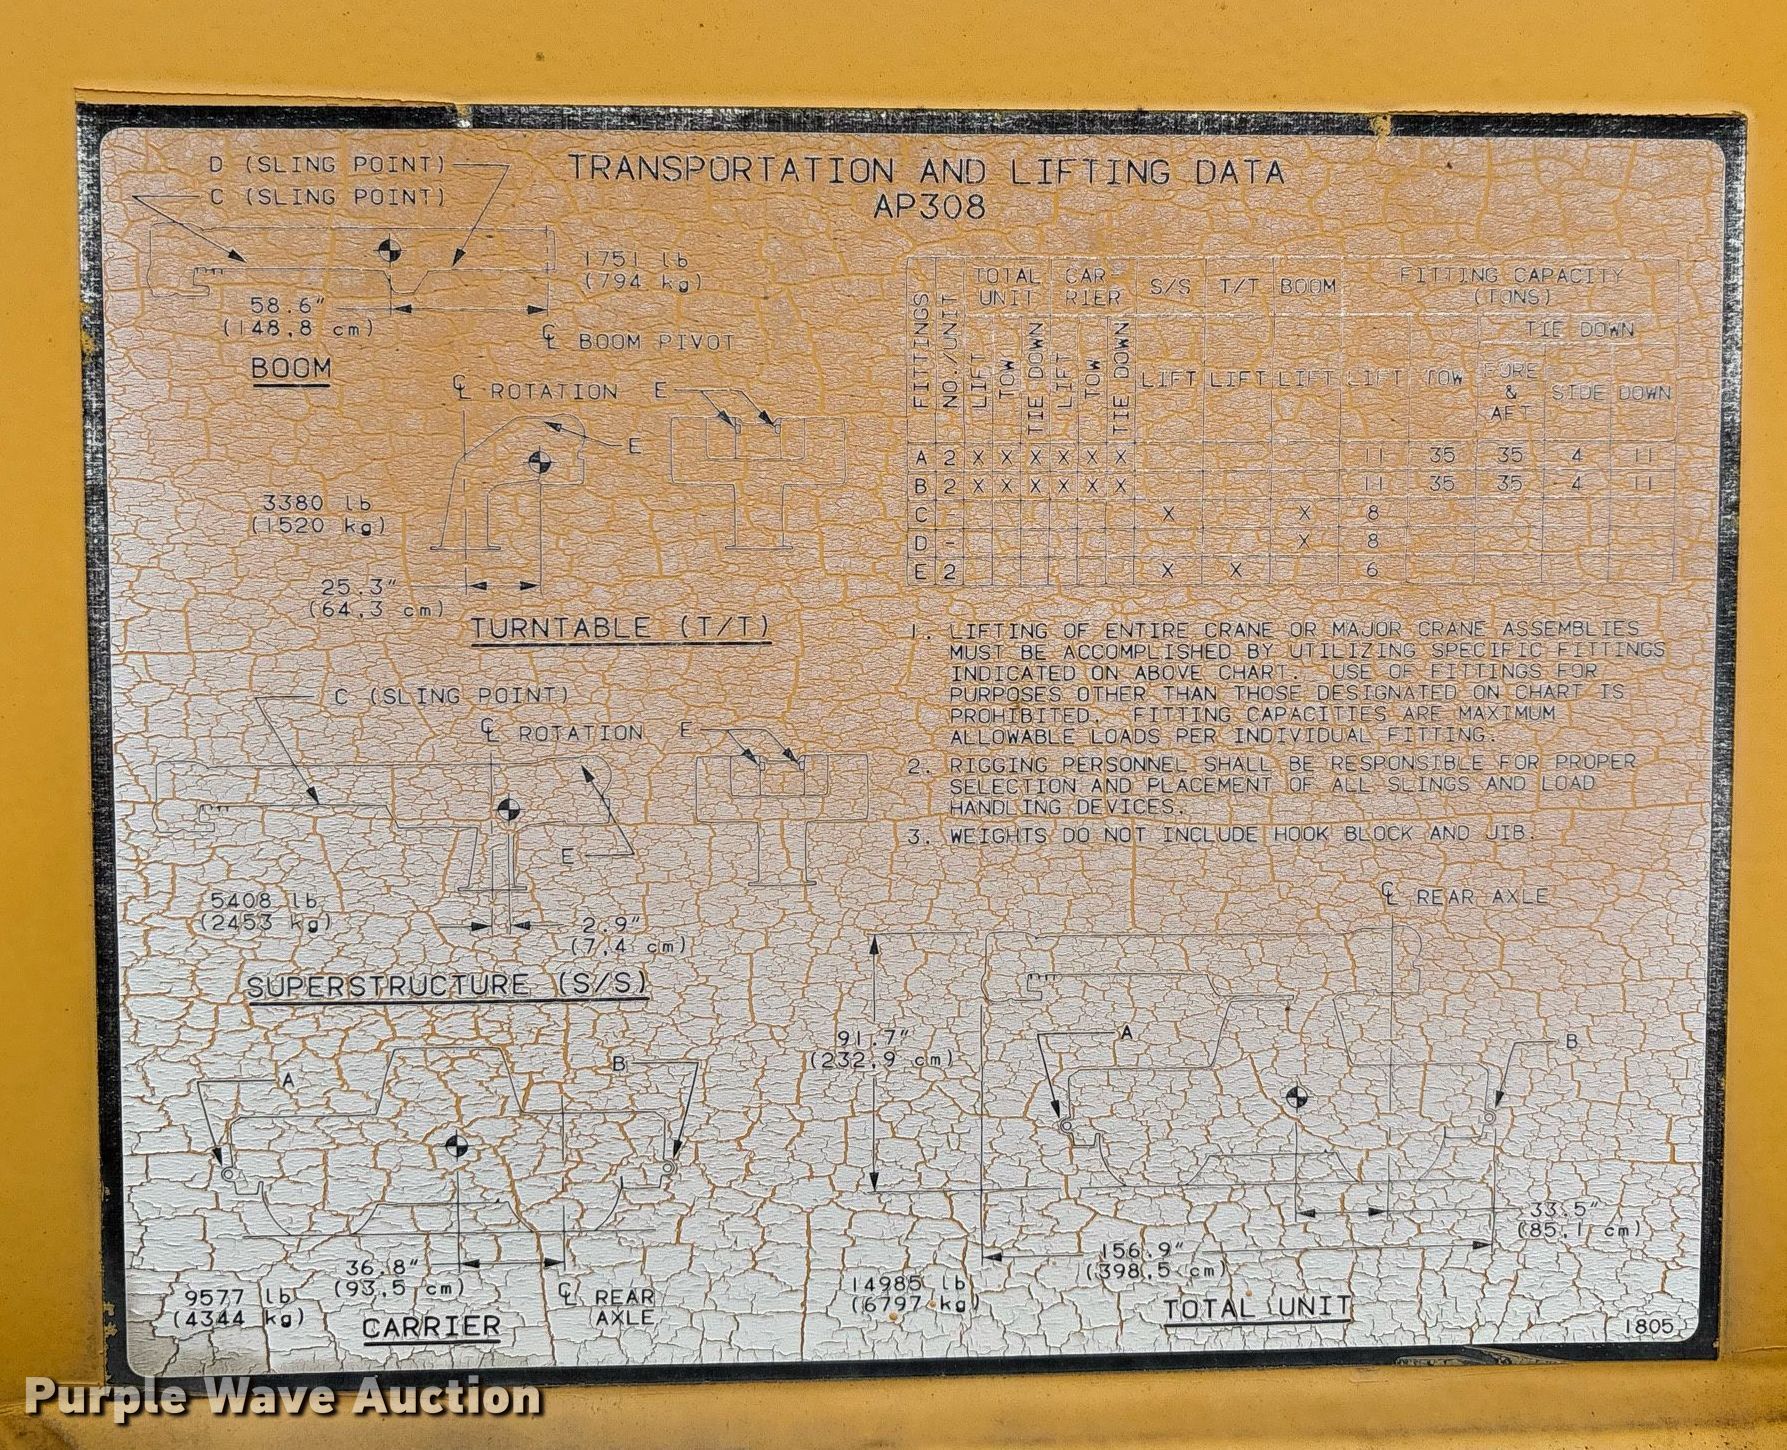 TRANSPORTATION AND LIFTING DATA
AP308
D (SLING POINT)
C (SLING POINT)
1751 lb
(794 kg)
58.6"
(148,8 cm)
℄ BOOM PIVOT
BOOM
℄ ROTATION
E
E
3380 lb
(1520 kg)
25.3"
(64,3 cm)
TURNTABLE (T/T)
C (SLING POINT)
℄ ROTATION
E
E
5408 lb
(2453 kg)
2.9"
(7,4 cm)
SUPERSTRUCTURE (S/S)
A
B
36.8"
(93,5 cm)
9577 lb
(4344 kg)
℄ REAR
AXLE
CARRIER
FITTINGS
NO./UNIT
TOTAL
UNIT
CAR
RIER
S/S T/T BOOM
FITTING CAPACITY
(TONS)
TIE DOWN
LIFT TOW TIE DOWN LIFT TOW TIE DOWN LIFT LIFT LIFT LIFT TOW
FORE
&
AFT
SIDE DOWN
A 2 X X X X X X 11 35 35 4 11
B 2 X X X X X X 11 35 35 4 11
C - X X 8
D - X 8
E 2 X X 6
1. LIFTING OF ENTIRE CRANE OR MAJOR CRANE ASSEMBLIES
MUST BE ACCOMPLISHED BY UTILIZING SPECIFIC FITTINGS
INDICATED ON ABOVE CHART. USE OF FITTINGS FOR
PURPOSES OTHER THAN THOSE DESIGNATED ON CHART IS
PROHIBITED. FITTING CAPACITIES ARE MAXIMUM
ALLOWABLE LOADS PER INDIVIDUAL FITTING.
2. RIGGING PERSONNEL SHALL BE RESPONSIBLE FOR PROPER
SELECTION AND PLACEMENT OF ALL SLINGS AND LOAD
HANDLING DEVICES.
3. WEIGHTS DO NOT INCLUDE HOOK BLOCK AND JIB.
℄ REAR AXLE
91.7"
(232,9 cm)
A
B
33.5"
(85,1 cm)
156.9"
(398,5 cm)
14985 lb
(6797 kg)
TOTAL UNIT
1805
Purple Wave Auction